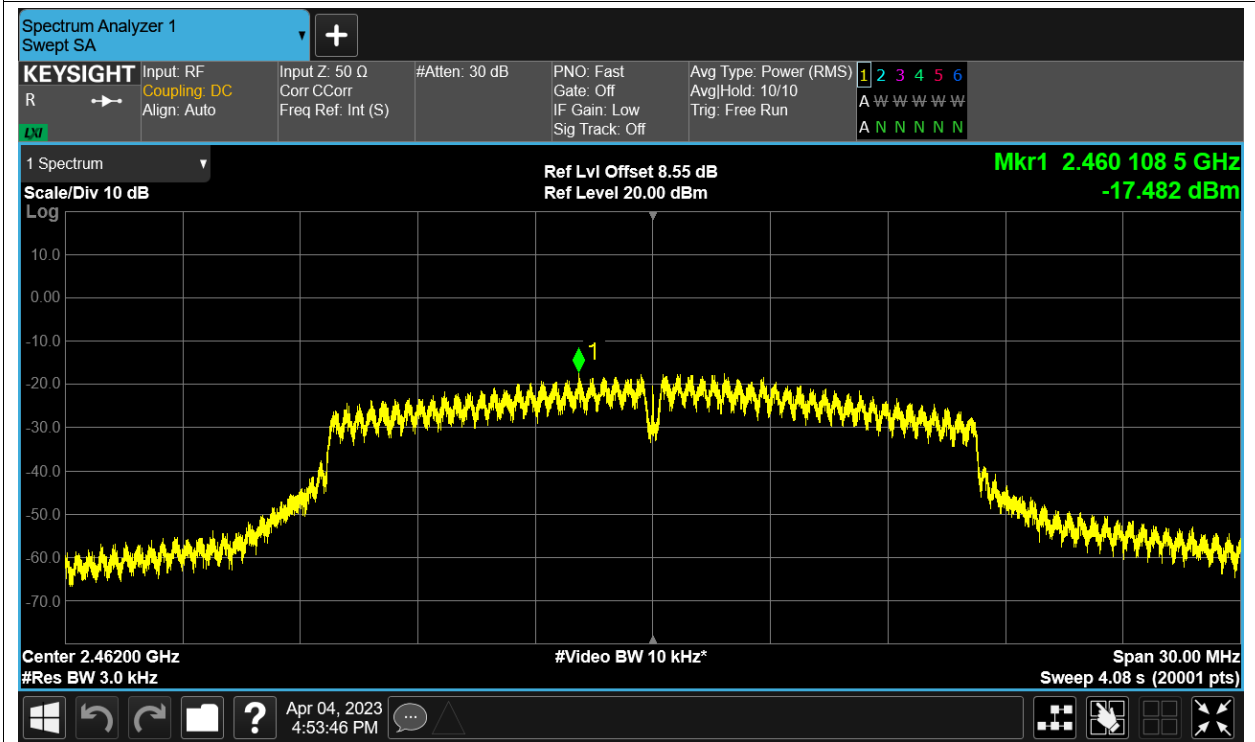 Spectrum Analyzer 1
Swept SA
+
KEYSIGHT
R
LXI
Input: RF
Coupling: DC
Align: Auto
Input Z: 50 Ω
Corr CCorr
Freq Ref: Int (S)
#Atten: 30 dB
PNO: Fast
Gate: Off
IF Gain: Low
Sig Track: Off
Avg Type: Power (RMS)
Avg|Hold: 10/10
Trig: Free Run
1 2 3 4 5 6
A W W W W W
A N N N N N
1 Spectrum
Scale/Div 10 dB
Log
Ref Lvl Offset 8.55 dB
Ref Level 20.00 dBm
Mkr1 2.460 108 5 GHz
-17.482 dBm
10.0
0.00
-10.0
-20.0
-30.0
-40.0
-50.0
-60.0
-70.0
1
Center 2.46200 GHz
#Res BW 3.0 kHz
#Video BW 10 kHz*
Span 30.00 MHz
Sweep 4.08 s (20001 pts)
?
Apr 04, 2023
4:53:46 PM